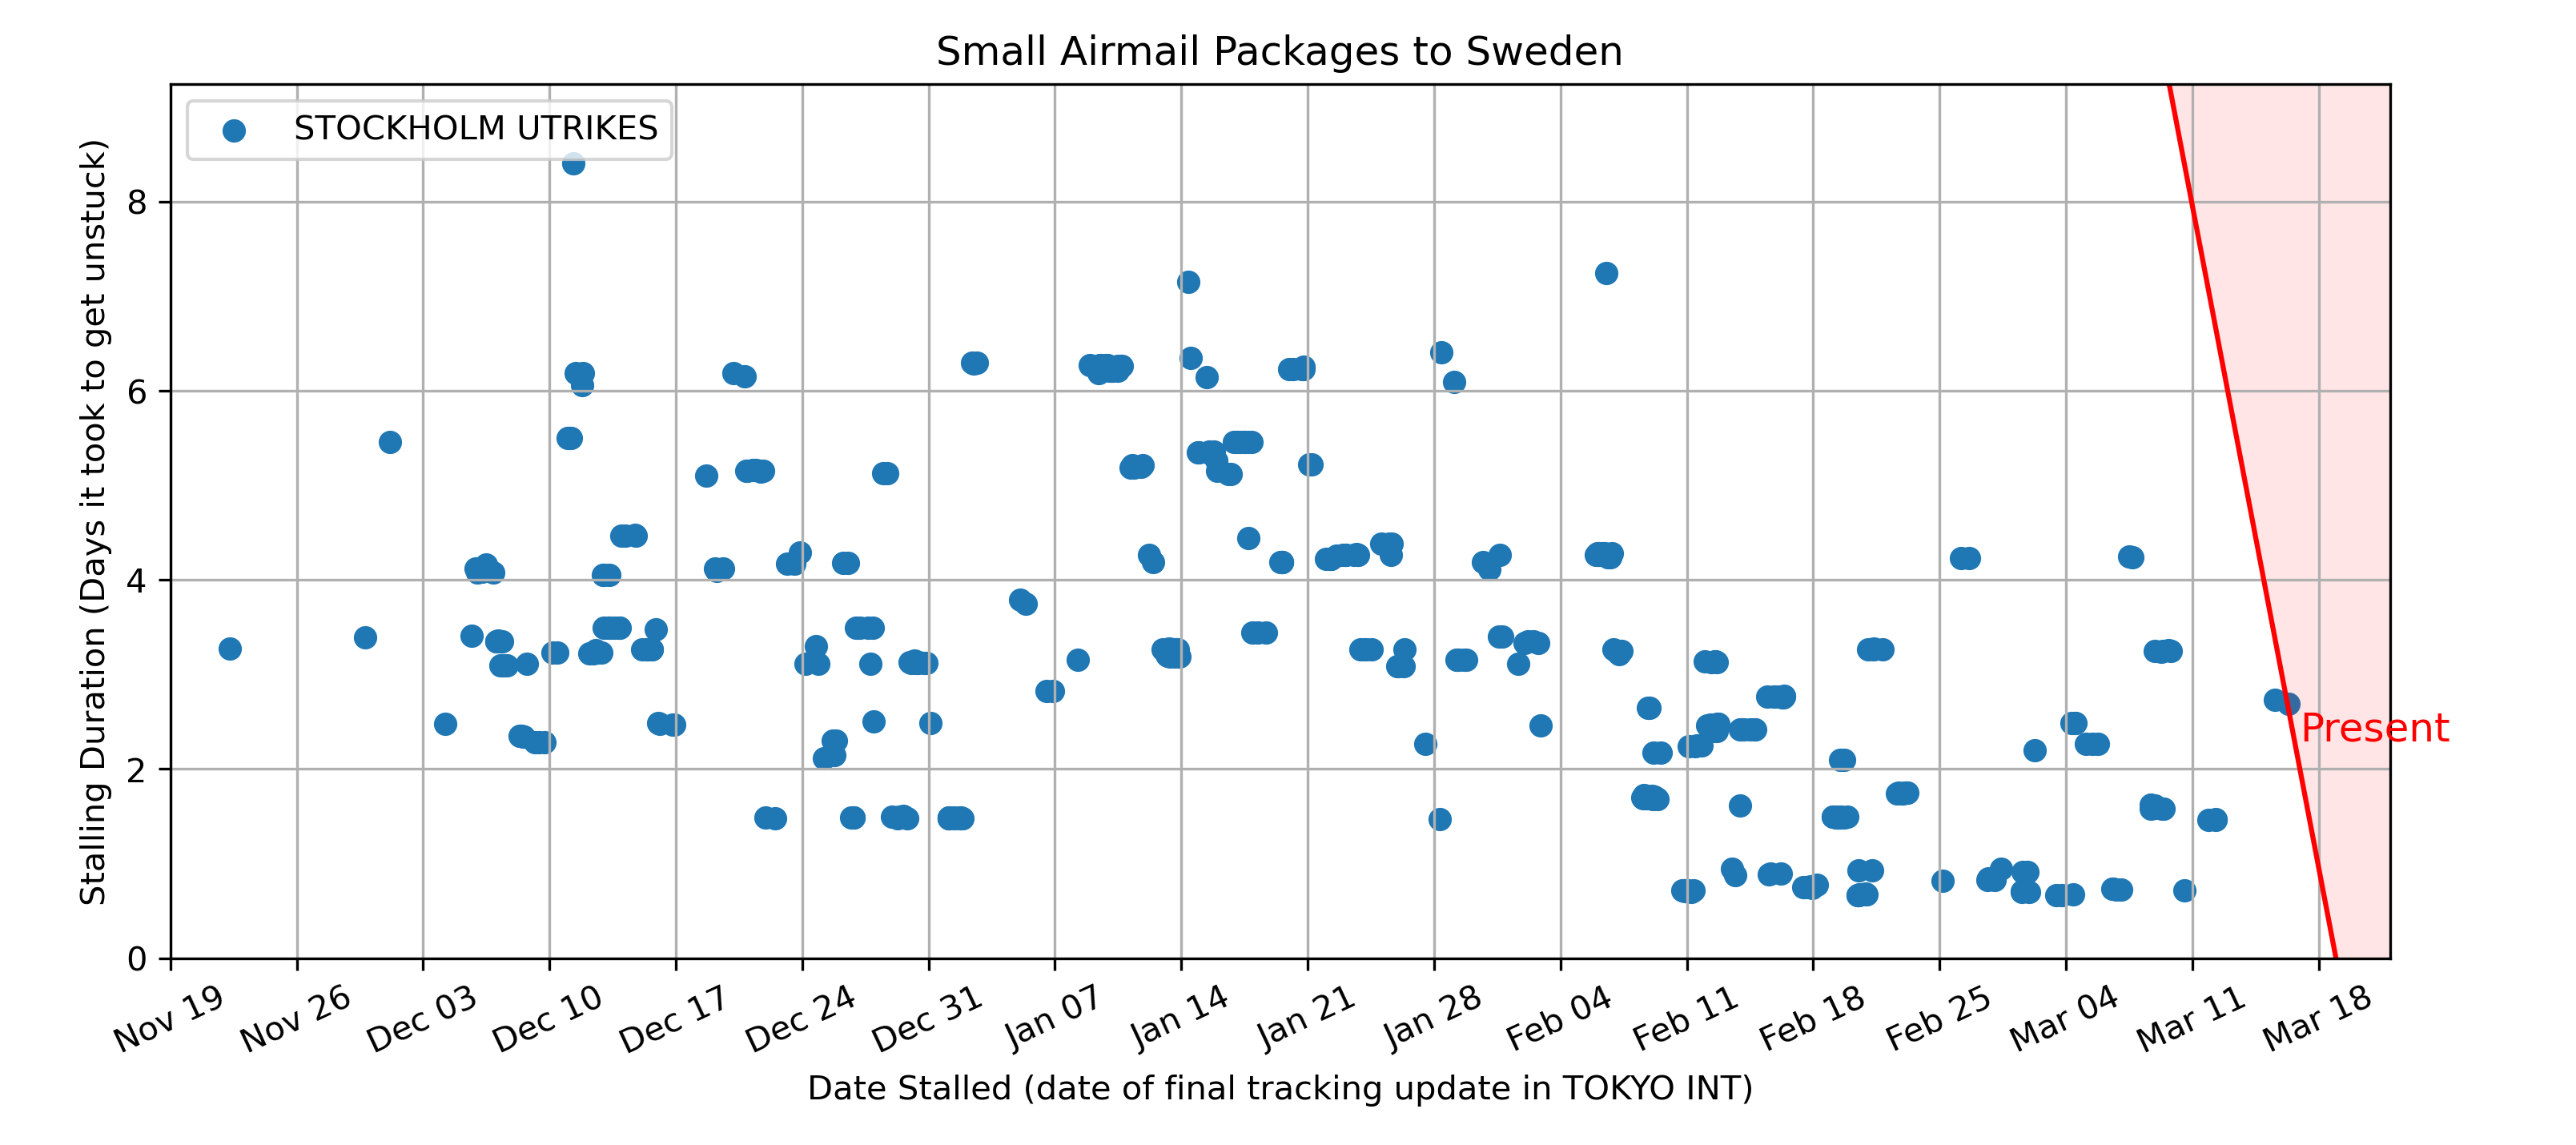 Small Airmail Packages to Sweden
STOCKHOLM UTRIKES
Stalling Duration (Days it took to get unstuck)
8
6
4
2
0
Present
Nov 19 Nov 26 Dec 03 Dec 10 Dec 17 Dec 24 Dec 31 Jan 07 Jan 14 Jan 21 Jan 28 Feb 04 Feb 11 Feb 18 Feb 25 Mar 04 Mar 11 Mar 18
Date Stalled (date of final tracking update in TOKYO INT)